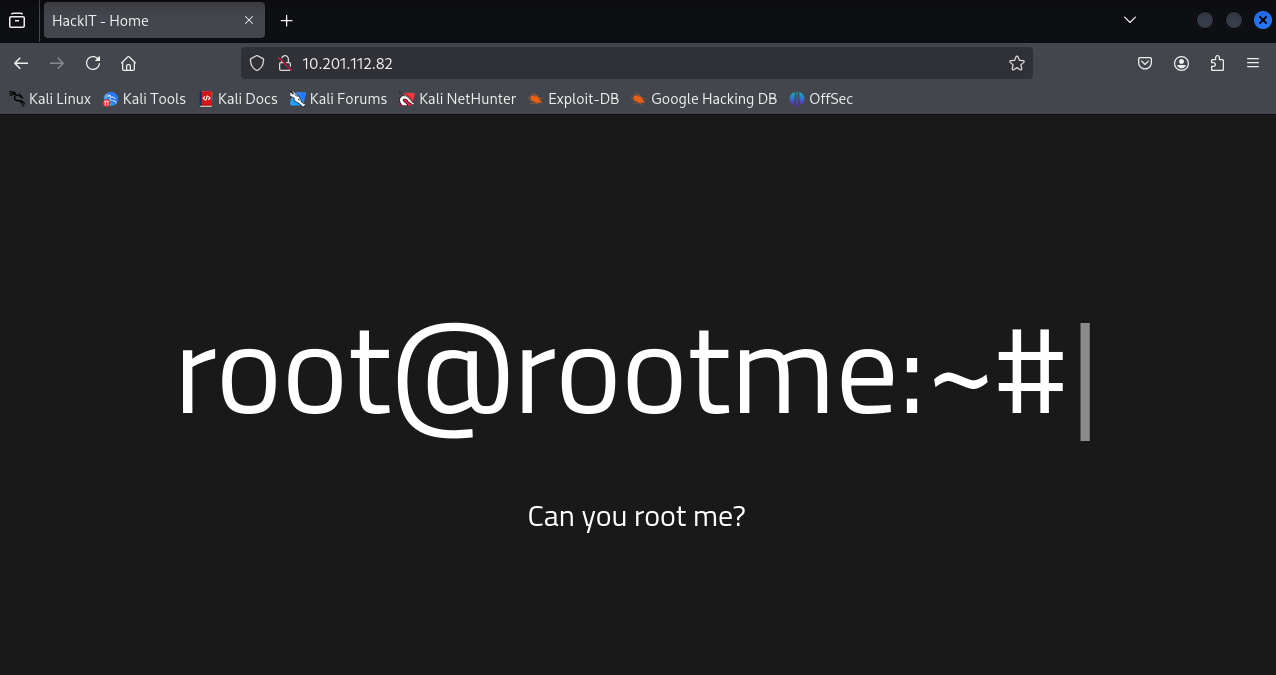 HackIT - Home
10.201.112.82
Kali Linux Kali Tools Kali Docs Kali Forums Kali NetHunter Exploit-DB Google Hacking DB OffSec
root@rootme:~#
Can you root me?